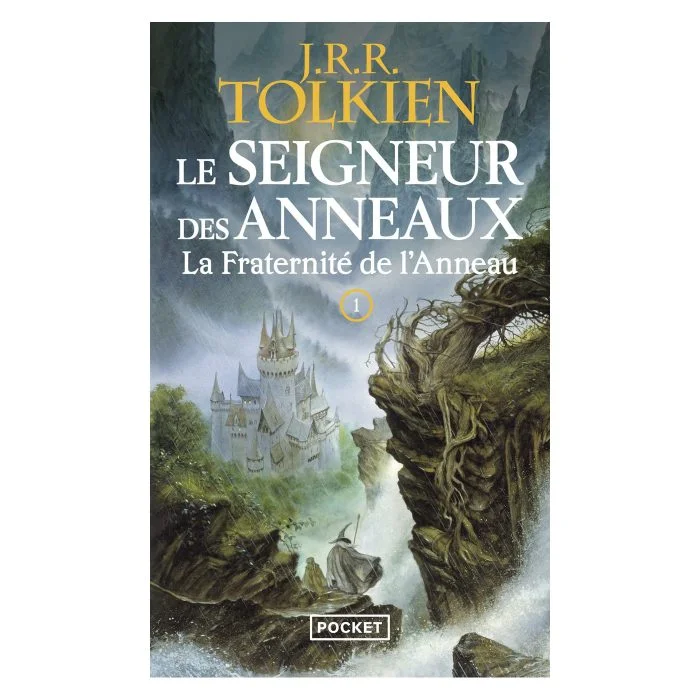 J.R.R.
TOLKIEN
LE SEIGNEUR
DES ANNEAUX
La Fraternité de l'Anneau
1
POCKET